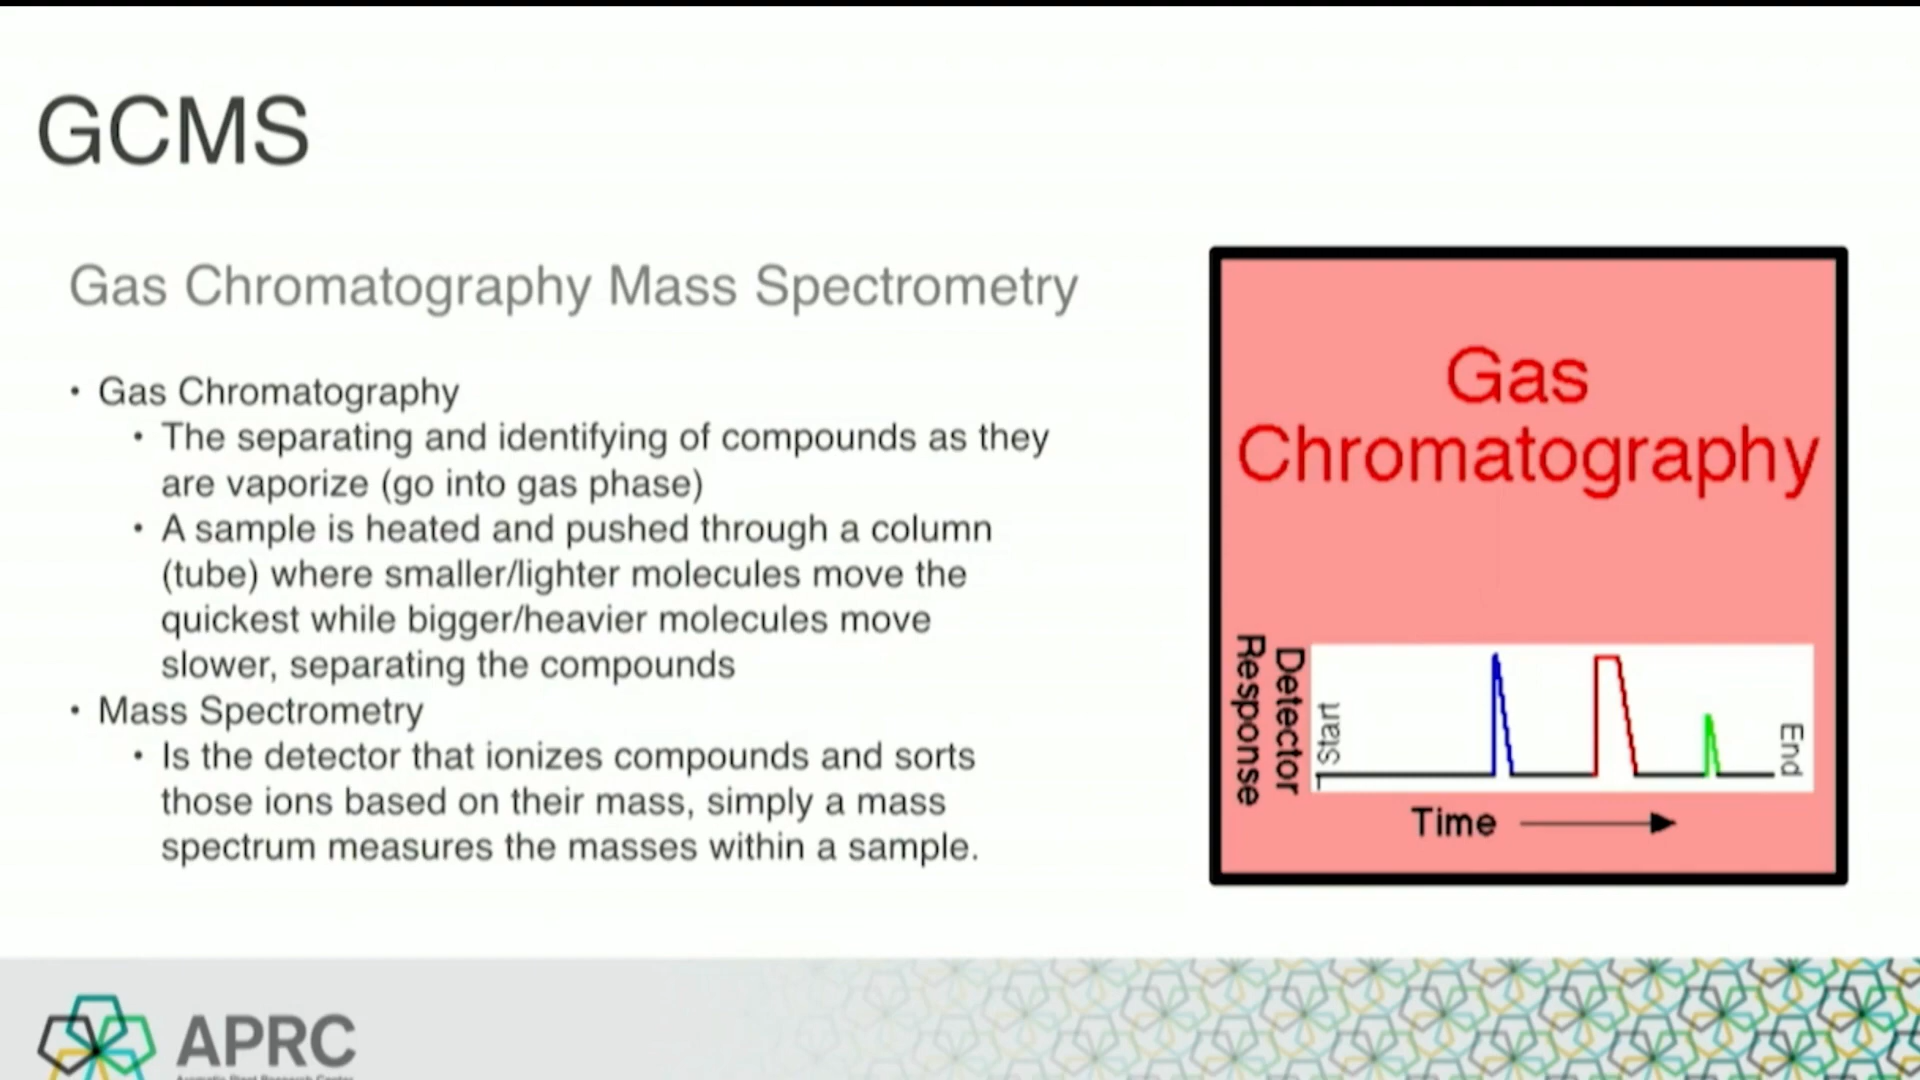 GCMS
Gas Chromatography Mass Spectrometry
• Gas Chromatography
• The separating and identifying of compounds as they
are vaporize (go into gas phase)
• A sample is heated and pushed through a column
(tube) where smaller/lighter molecules move the
quickest while bigger/heavier molecules move
slower, separating the compounds
• Mass Spectrometry
• Is the detector that ionizes compounds and sorts
those ions based on their mass, simply a mass
spectrum measures the masses within a sample.
Gas
Chromatography
Detector
Response
Start
End
Time
APRC
Aromatic Plant Research Center